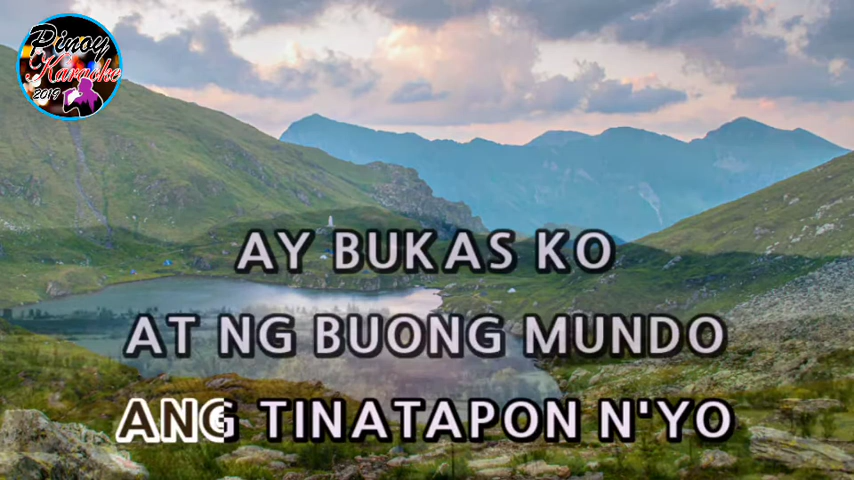 Pinoy
Karaoke
2019
AY BUKAS KO
AT NG BUONG MUNDO
ANG TINATAPON N'YO